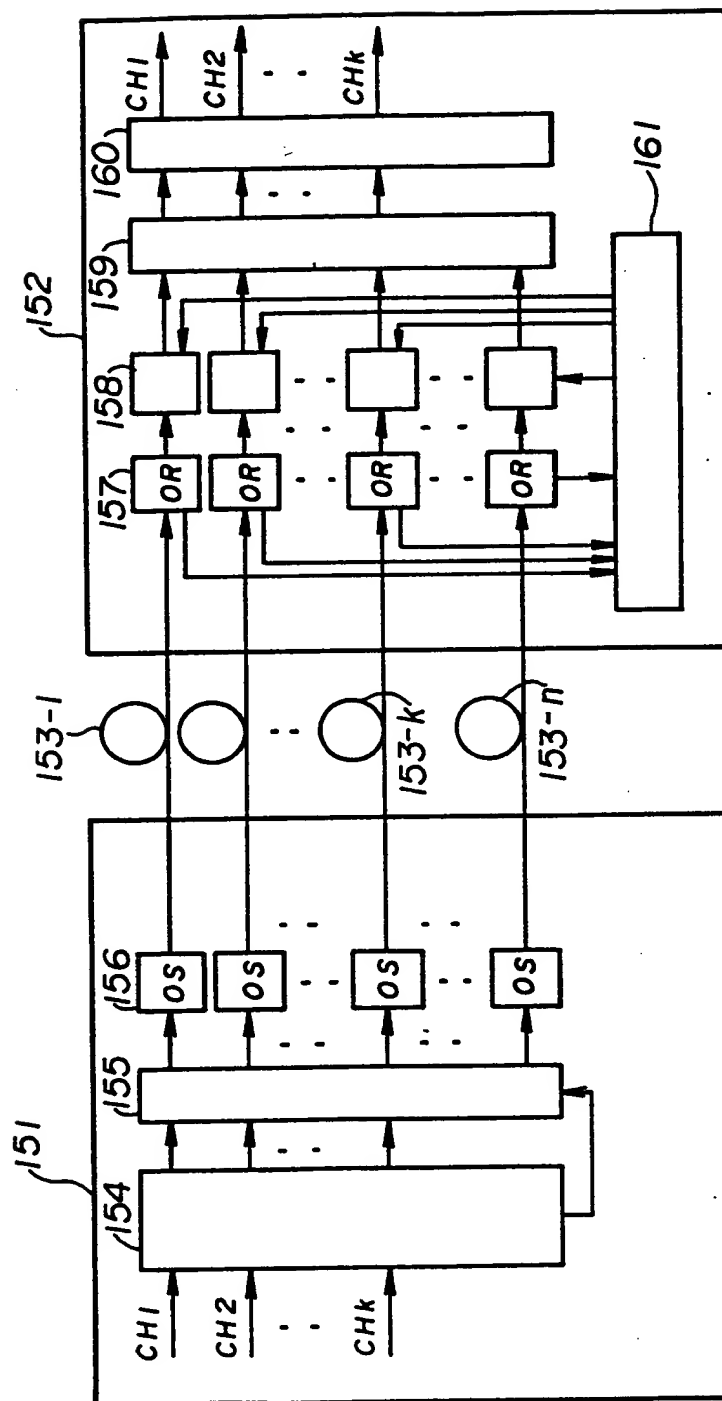 151
152
154
155
156
153-1
157
158
159
160
CH1
OS
OR
CH1
CH2
OS
OR
CH2
CHk
OS
153-k
OR
CHk
OS
153-n
OR
161